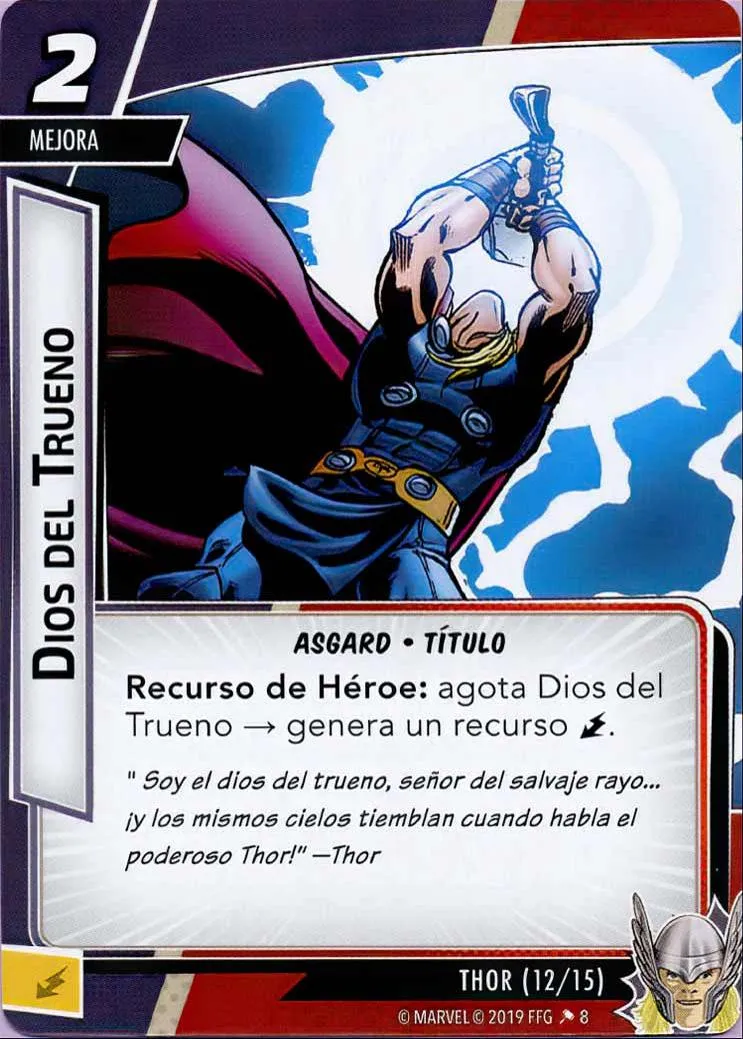 2
MEJORA
DIOS DEL TRUENO
ASGARD • TÍTULO
Recurso de Héroe: agota Dios del
Trueno → genera un recurso .
" Soy el dios del trueno, señor del salvaje rayo...
¡y los mismos cielos tiemblan cuando habla el
poderoso Thor!" —Thor
THOR (12/15)
© MARVEL © 2019 FFG 8